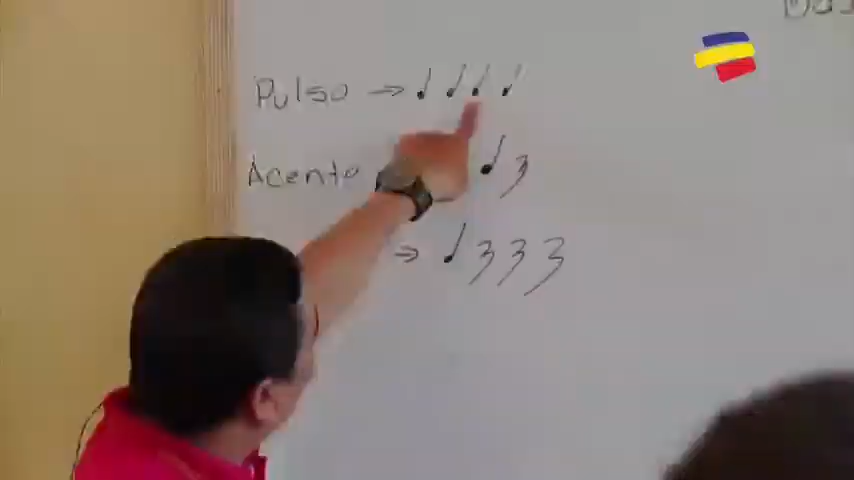 Pulso → ♩ ♩ ♩ ♩
Acento ♩ 𝄽
→ ♩ 𝄽 𝄽 𝄽